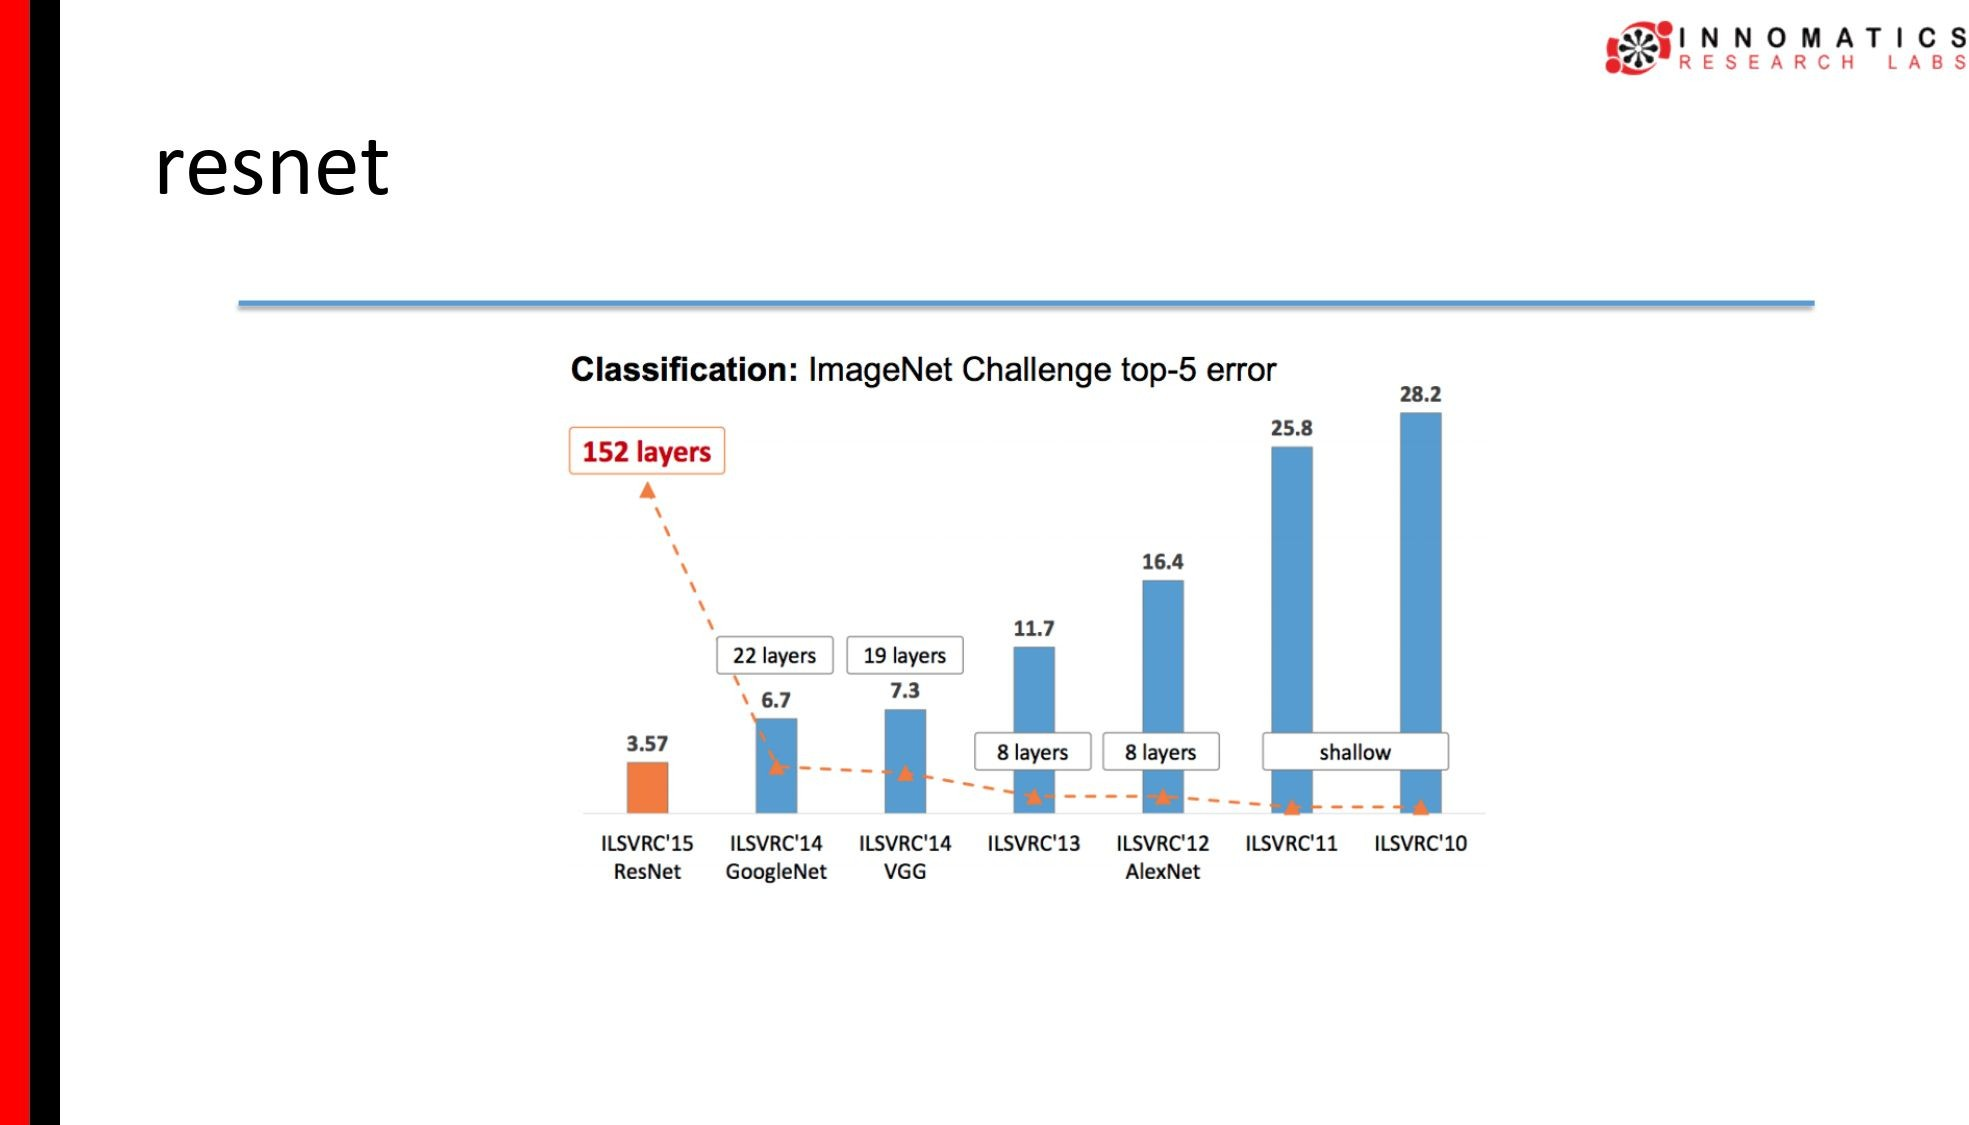 INNOMATICS
RESEARCH LABS
resnet
Classification: ImageNet Challenge top-5 error
28.2
25.8
152 layers
16.4
11.7
22 layers
19 layers
7.3
6.7
3.57
8 layers
8 layers
shallow
ILSVRC'15
ResNet
ILSVRC'14
GoogleNet
ILSVRC'14
VGG
ILSVRC'13
ILSVRC'12
AlexNet
ILSVRC'11
ILSVRC'10